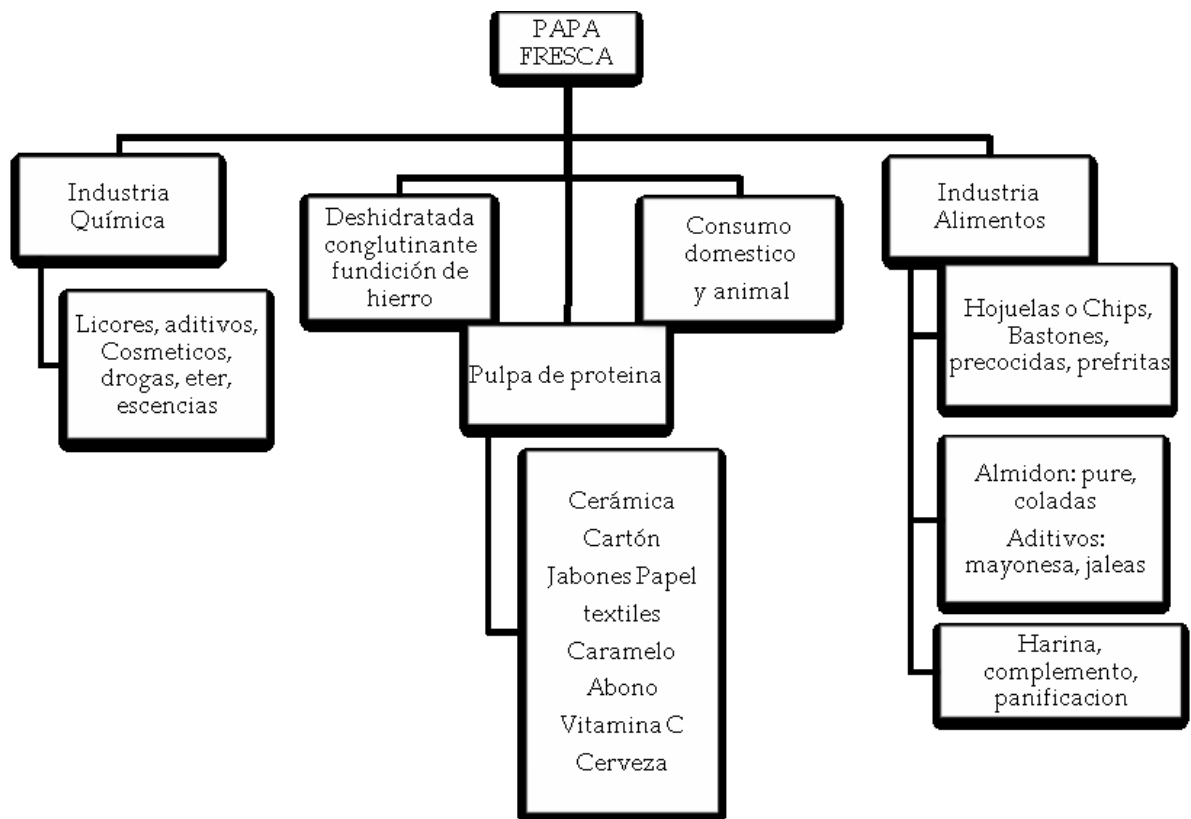 PAPA
FRESCA
Industria
Química
Licores, aditivos,
Cosmeticos,
drogas, eter,
escencias
Deshidratada
conglutinante
fundición de
hierro
Consumo
domestico
y animal
Pulpa de proteina
Cerámica
Cartón
Jabones Papel
textiles
Caramelo
Abono
Vitamina C
Cerveza
Industria
Alimentos
Hojuelas o Chips,
Bastones,
precocidas, prefritas
Almidon: pure,
coladas
Aditivos:
mayonesa, jaleas
Harina,
complemento,
panificacion